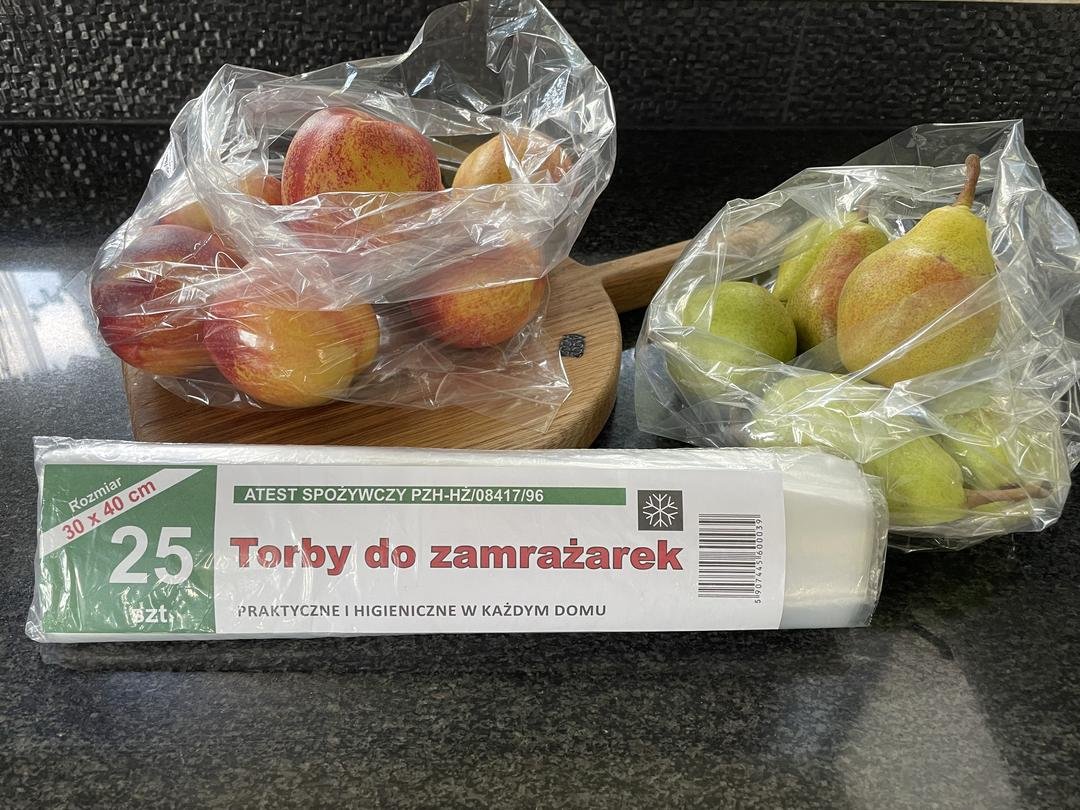 Rozmiar
30 x 40 cm
25
szt.
ATEST SPOŻYWCZY PZH-HŻ/08417/96
Torby do zamrażarek
PRAKTYCZNE I HIGIENICZNE W KAŻDYM DOMU
5907445600039